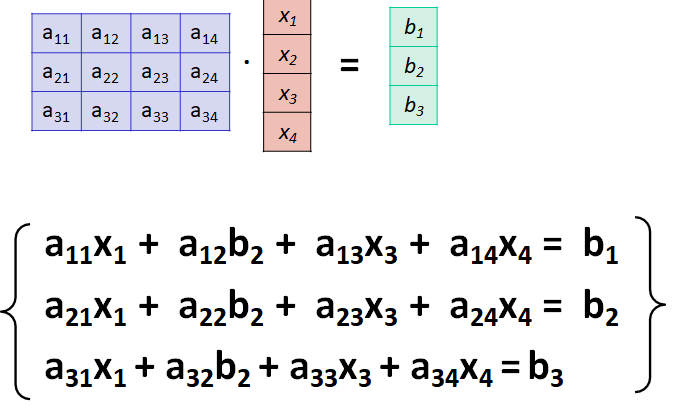 a₁₁ a₁₂ a₁₃ a₁₄
a₂₁ a₂₂ a₂₃ a₂₄
a₃₁ a₃₂ a₃₃ a₃₄
·
x₁
x₂
x₃
x₄
=
b₁
b₂
b₃
a₁₁x₁ + a₁₂b₂ + a₁₃x₃ + a₁₄x₄ = b₁
a₂₁x₁ + a₂₂b₂ + a₂₃x₃ + a₂₄x₄ = b₂
a₃₁x₁ + a₃₂b₂ + a₃₃x₃ + a₃₄x₄ = b₃